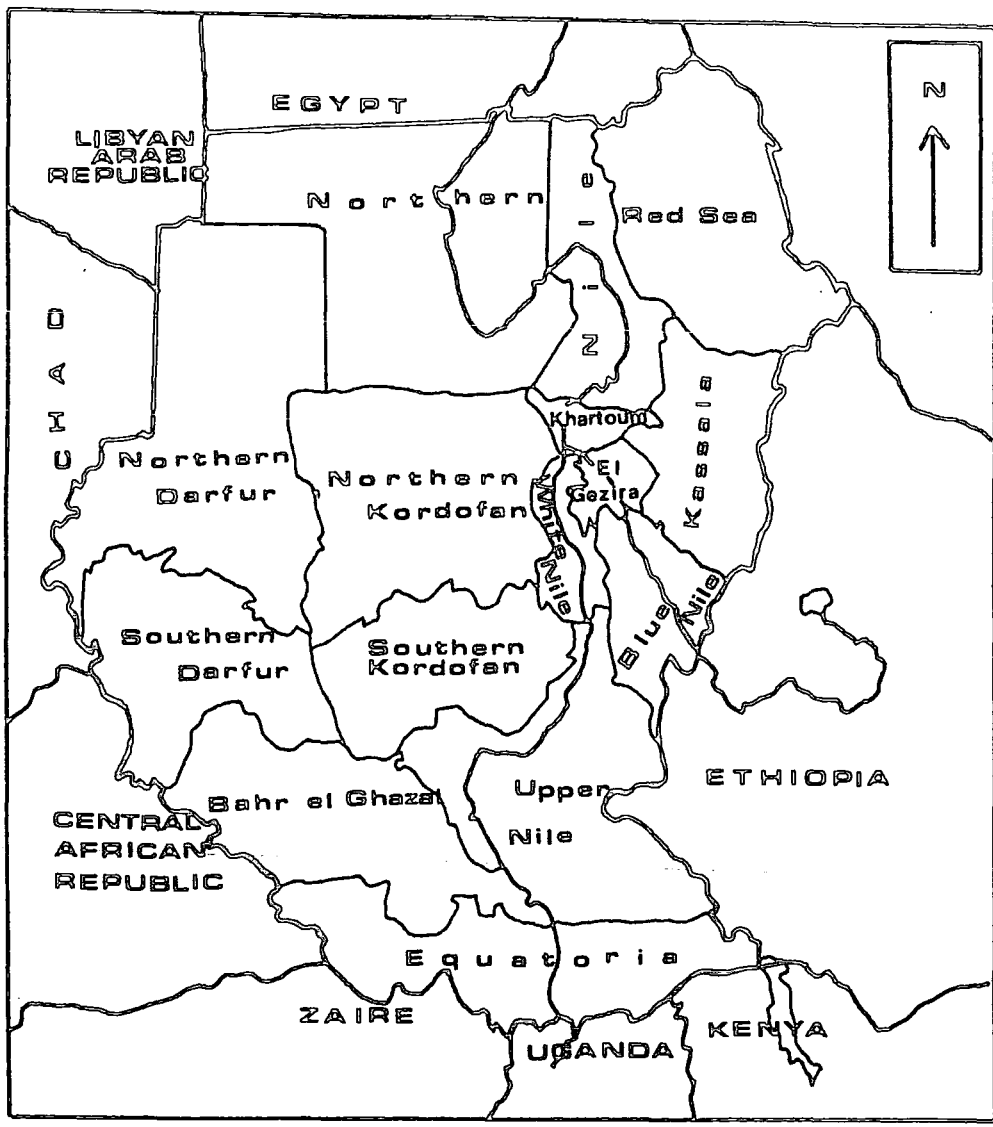 N
EGYPT
LIBYAN
ARAB
REPUBLIC
Northern
Nile
Red Sea
CHAD
Kassala
Khartoum
Northern
Darfur
Northern
Kordofan
El
Gezira
White Nile
Blue Nile
Southern
Darfur
Southern
Kordofan
Bahr el Ghazal
Upper
Nile
ETHIOPIA
CENTRAL
AFRICAN
REPUBLIC
Equatoria
ZAIRE
UGANDA
KENYA